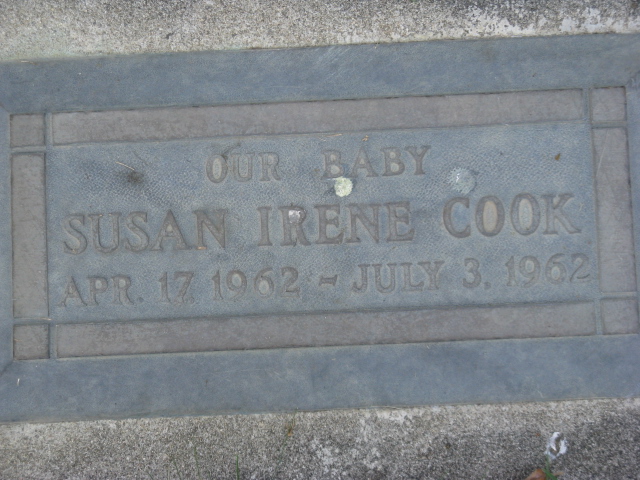 OUR BABY
SUSAN IRENE COOK
APR. 17 1962 - JULY 3, 1962